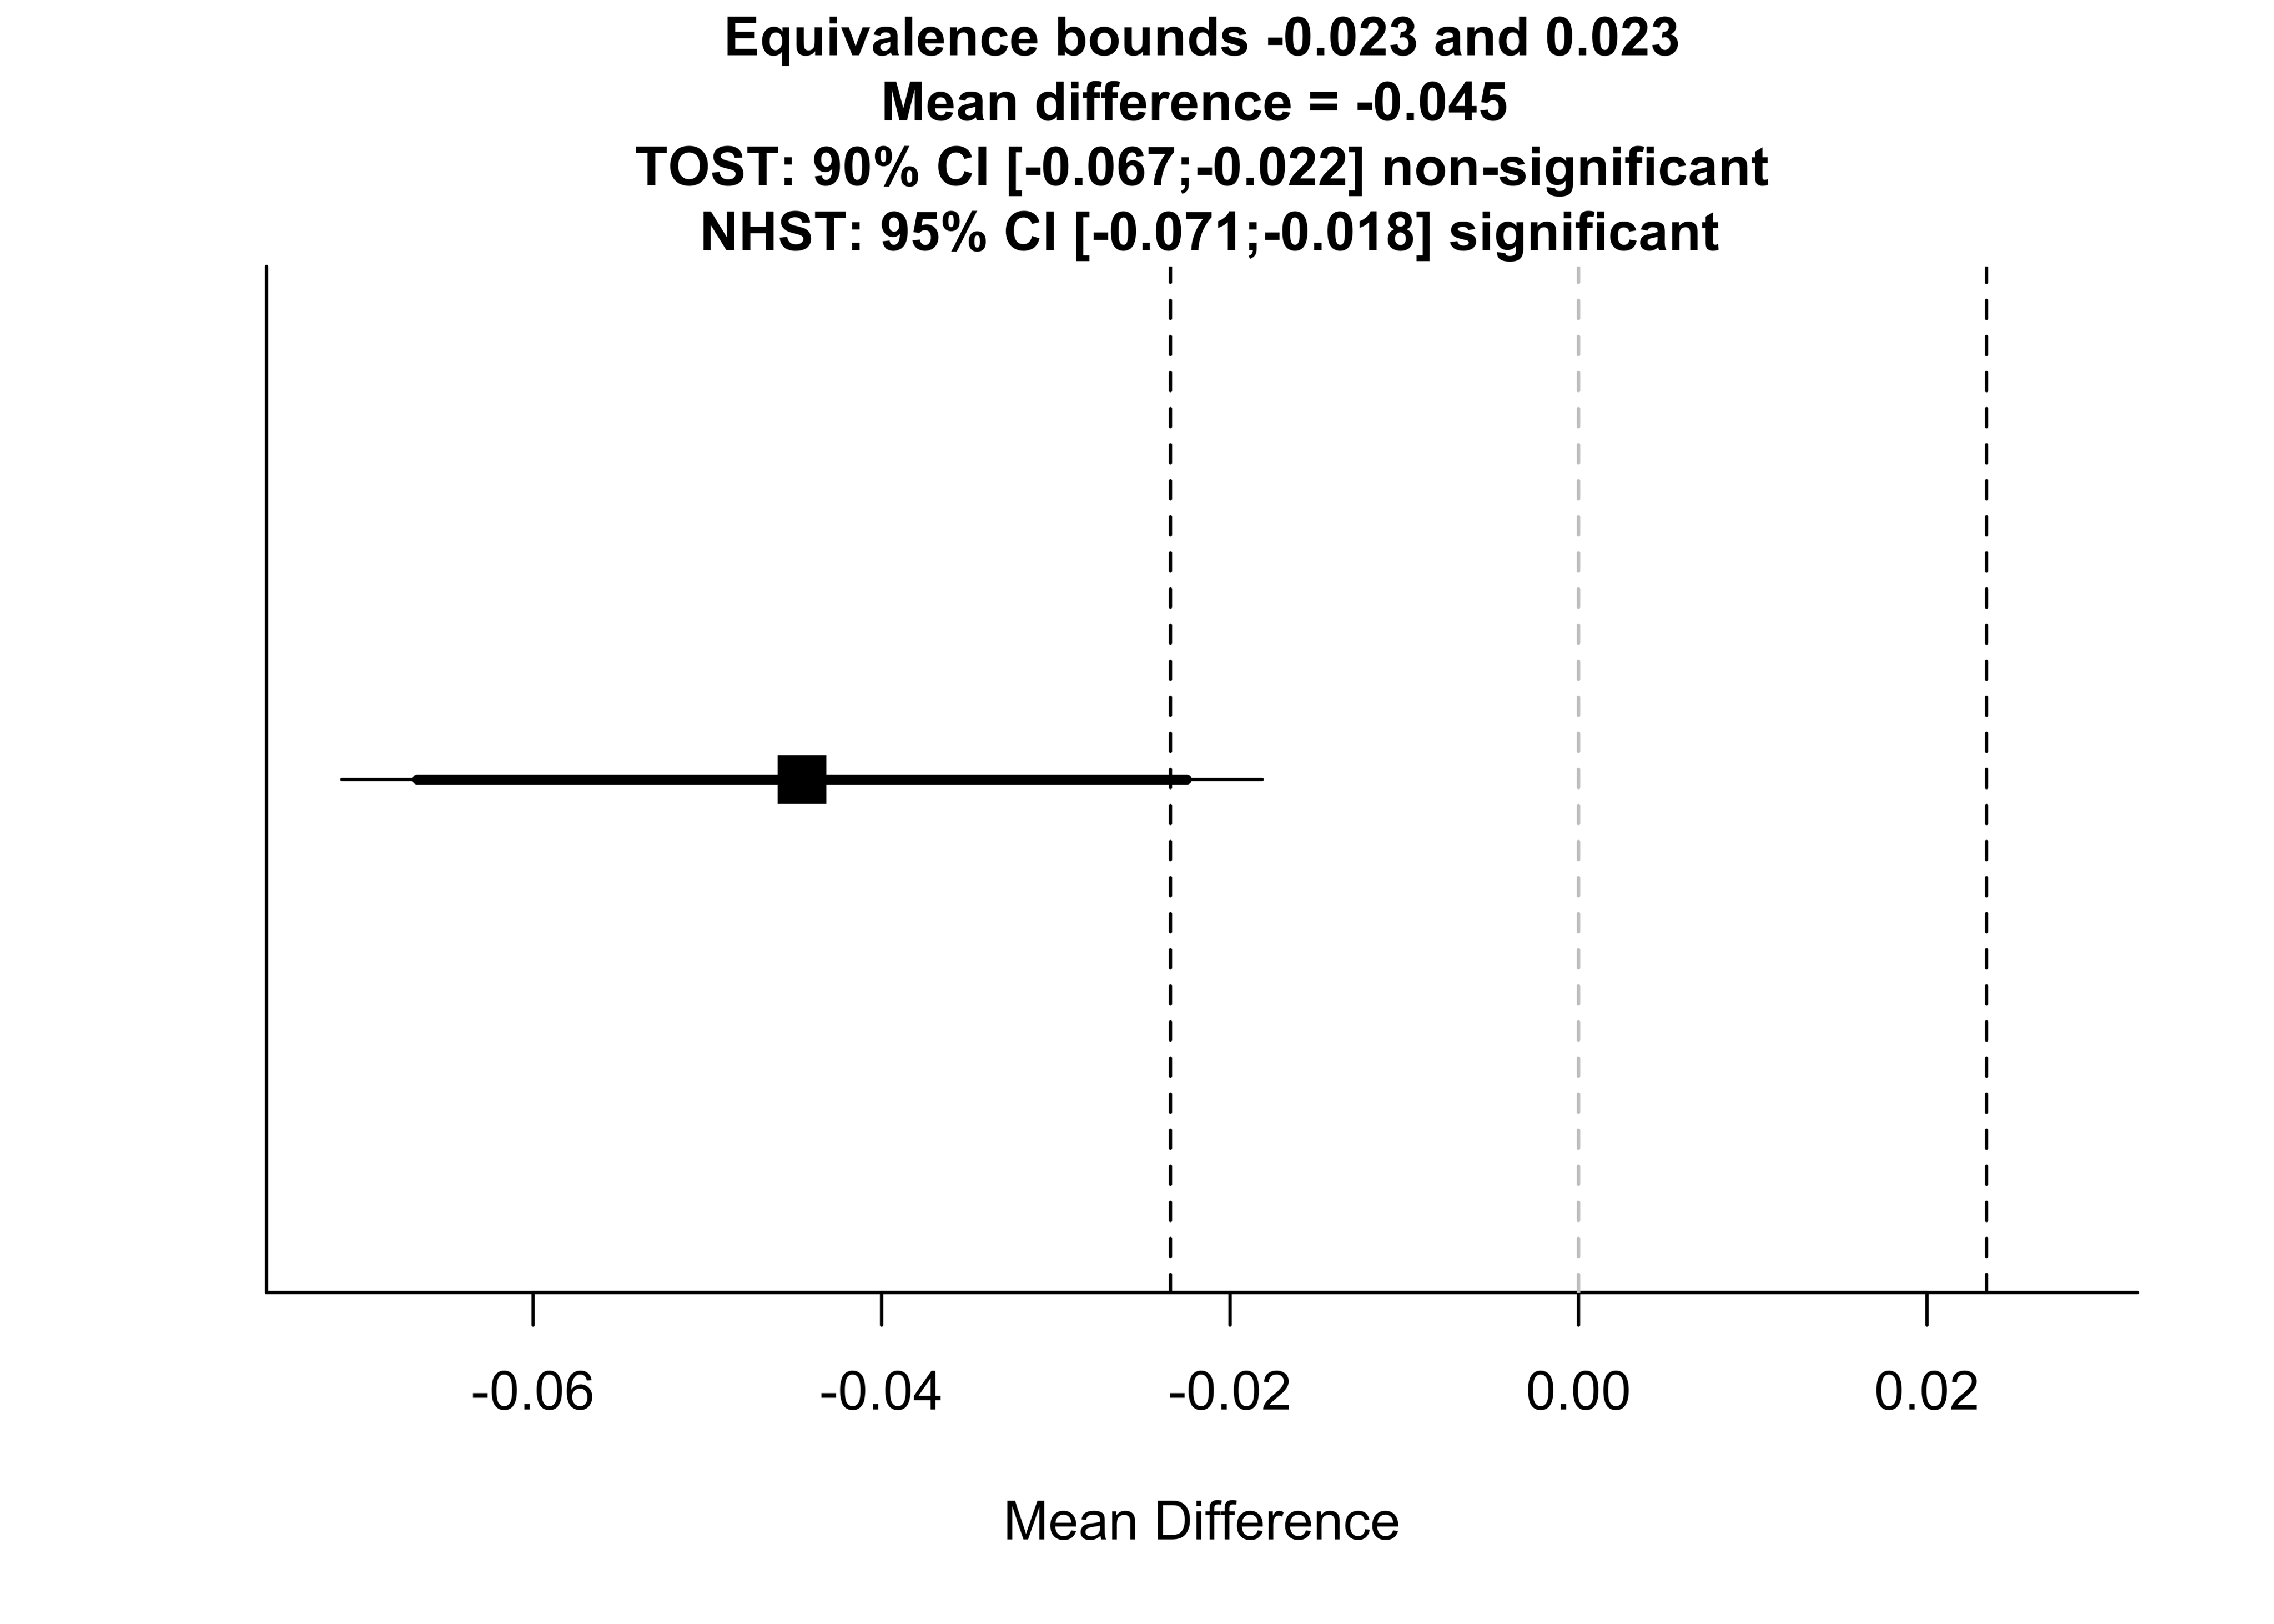 Equivalence bounds -0.023 and 0.023
Mean difference = -0.045
TOST: 90% CI [-0.067;-0.022] non-significant
NHST: 95% CI [-0.071;-0.018] significant
-0.06 -0.04 -0.02 0.00 0.02
Mean Difference